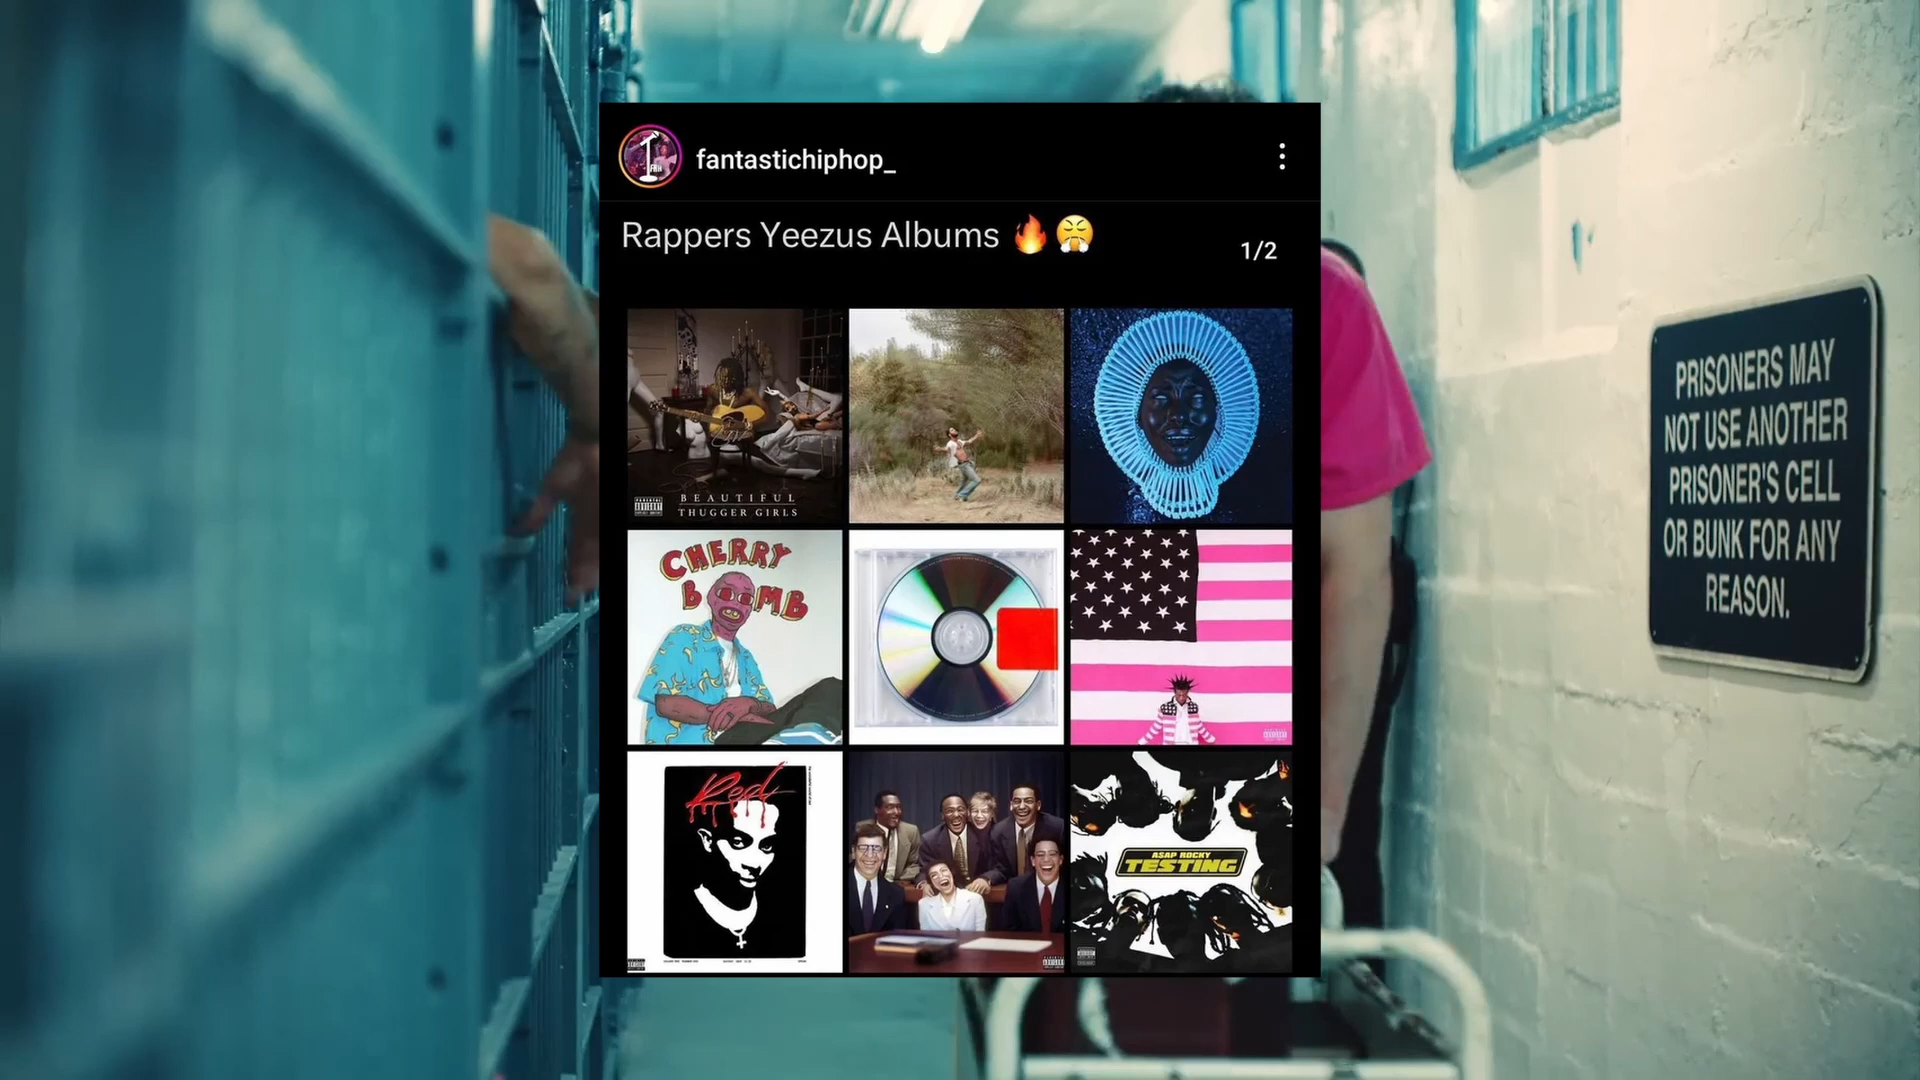 fantastichiphop_
Rappers Yeezus Albums 🔥😤
1/2
BEAUTIFUL
THUGGER GIRLS
CHERRY
BOOMB
Red
ASAP ROCKY
TESTING
PRISONERS MAY
NOT USE ANOTHER
PRISONER'S CELL
OR BUNK FOR ANY
REASON.